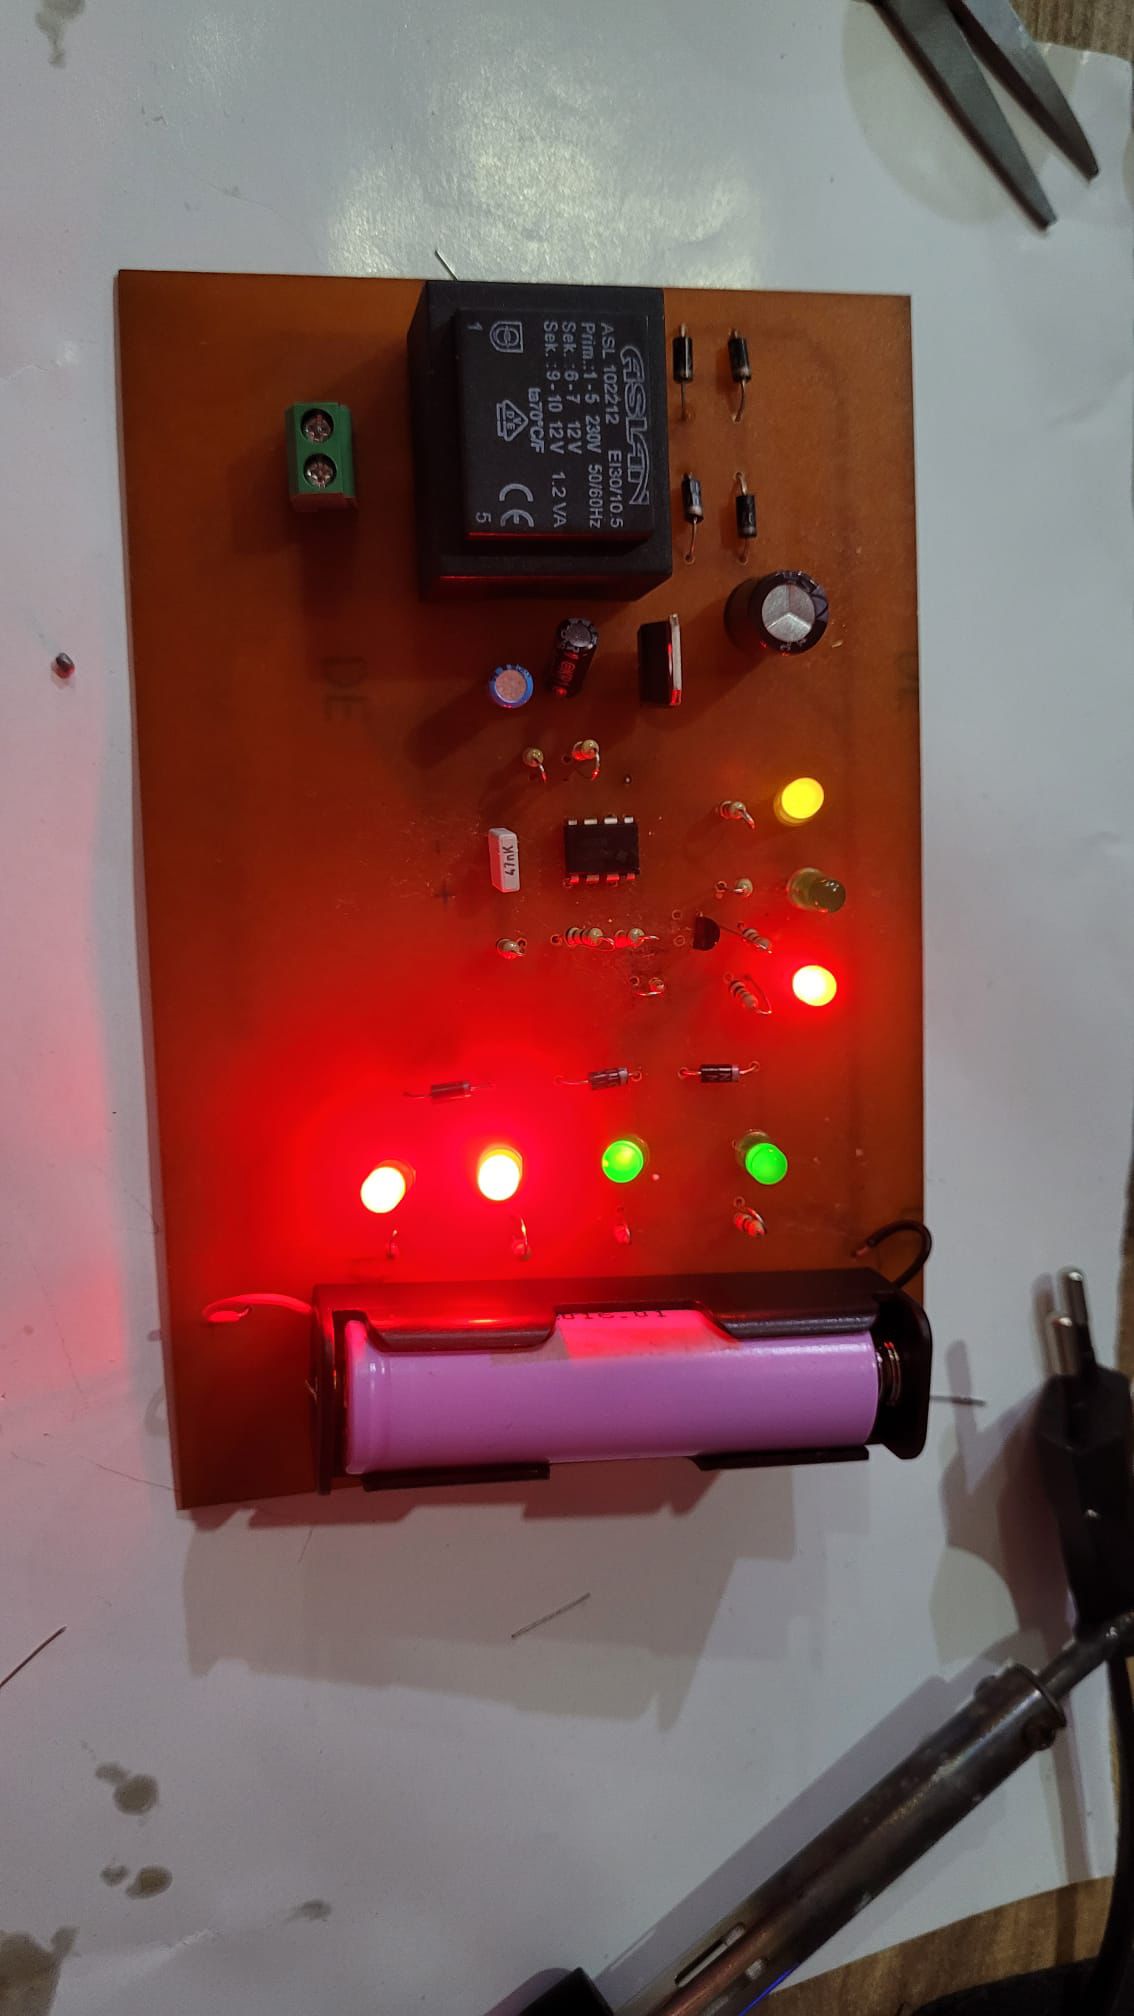 ASLAN
ASL 102212 EI30/10.5
Prim.:1 - 5 230V 50/60Hz
Sek. :6 - 7 12V
Sek. :9 - 10 12V 1.2 VA
ta70°C/F
VDE
CE
1
5
47nK
DE